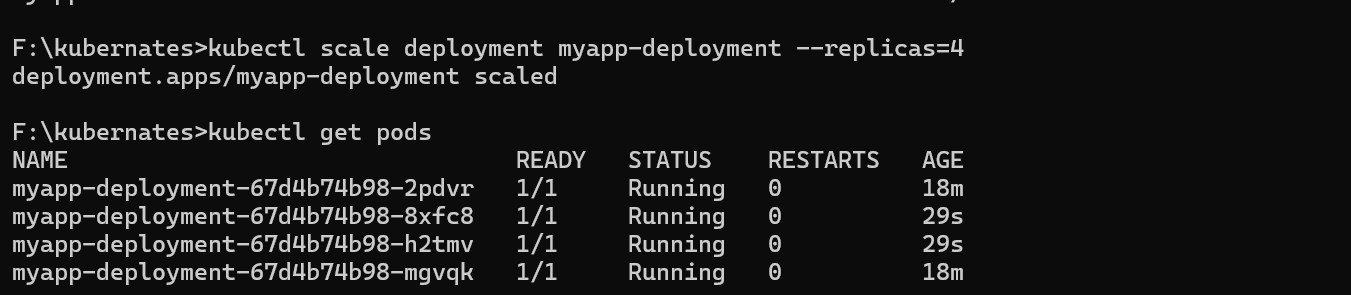 F:\kubernates>kubectl scale deployment myapp-deployment --replicas=4
deployment.apps/myapp-deployment scaled
F:\kubernates>kubectl get pods
NAME READY STATUS RESTARTS AGE
myapp-deployment-67d4b74b98-2pdvr 1/1 Running 0 18m
myapp-deployment-67d4b74b98-8xfc8 1/1 Running 0 29s
myapp-deployment-67d4b74b98-h2tmv 1/1 Running 0 29s
myapp-deployment-67d4b74b98-mgvqk 1/1 Running 0 18m